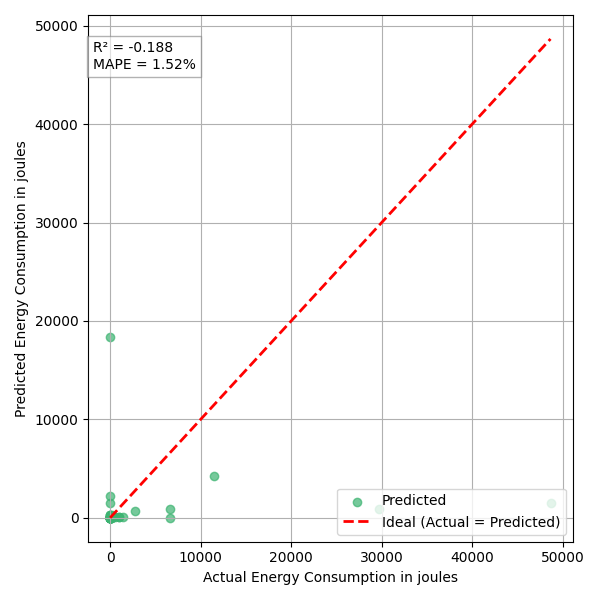 R² = -0.188
MAPE = 1.52%
50000
40000
30000
20000
10000
0
Predicted Energy Consumption in joules
Predicted
Ideal (Actual = Predicted)
0
10000
20000
30000
40000
50000
Actual Energy Consumption in joules